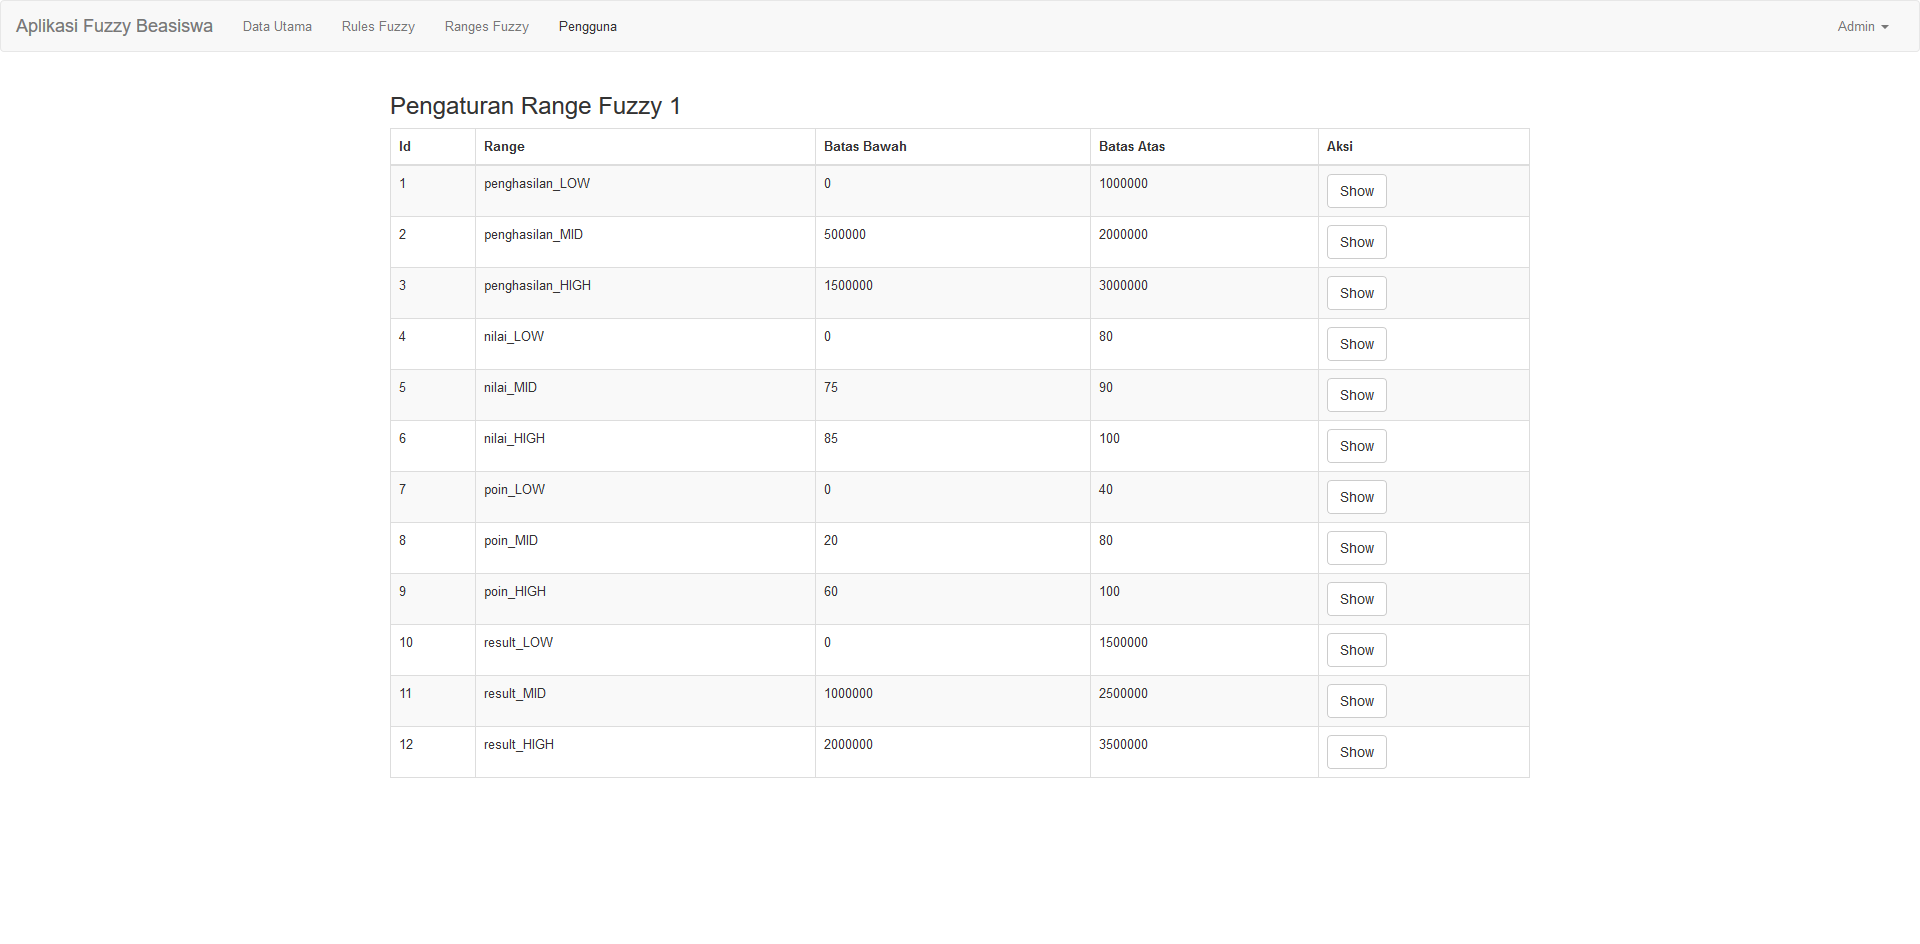 Aplikasi Fuzzy Beasiswa Data Utama Rules Fuzzy Ranges Fuzzy Pengguna Admin
Pengaturan Range Fuzzy 1
Id Range Batas Bawah Batas Atas Aksi
1 penghasilan_LOW 0 1000000 Show
2 penghasilan_MID 500000 2000000 Show
3 penghasilan_HIGH 1500000 3000000 Show
4 nilai_LOW 0 80 Show
5 nilai_MID 75 90 Show
6 nilai_HIGH 85 100 Show
7 poin_LOW 0 40 Show
8 poin_MID 20 80 Show
9 poin_HIGH 60 100 Show
10 result_LOW 0 1500000 Show
11 result_MID 1000000 2500000 Show
12 result_HIGH 2000000 3500000 Show